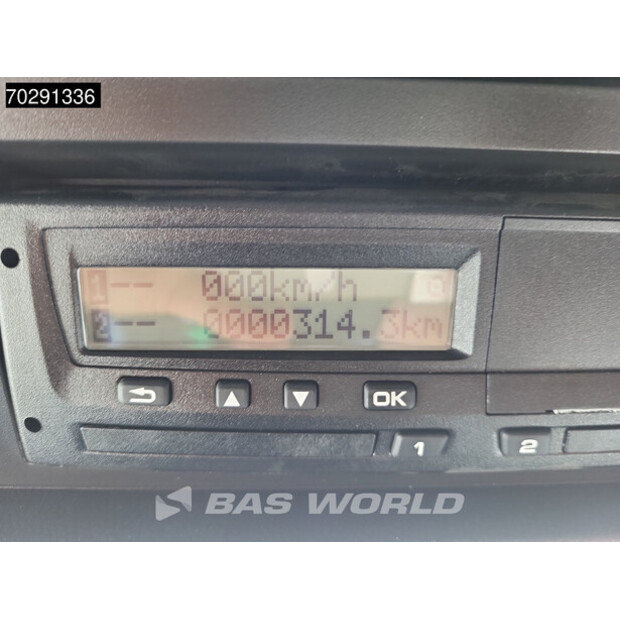 70291336
1-- 000km/h
2-- 0000314.3km
OK
1
2
BAS WORLD